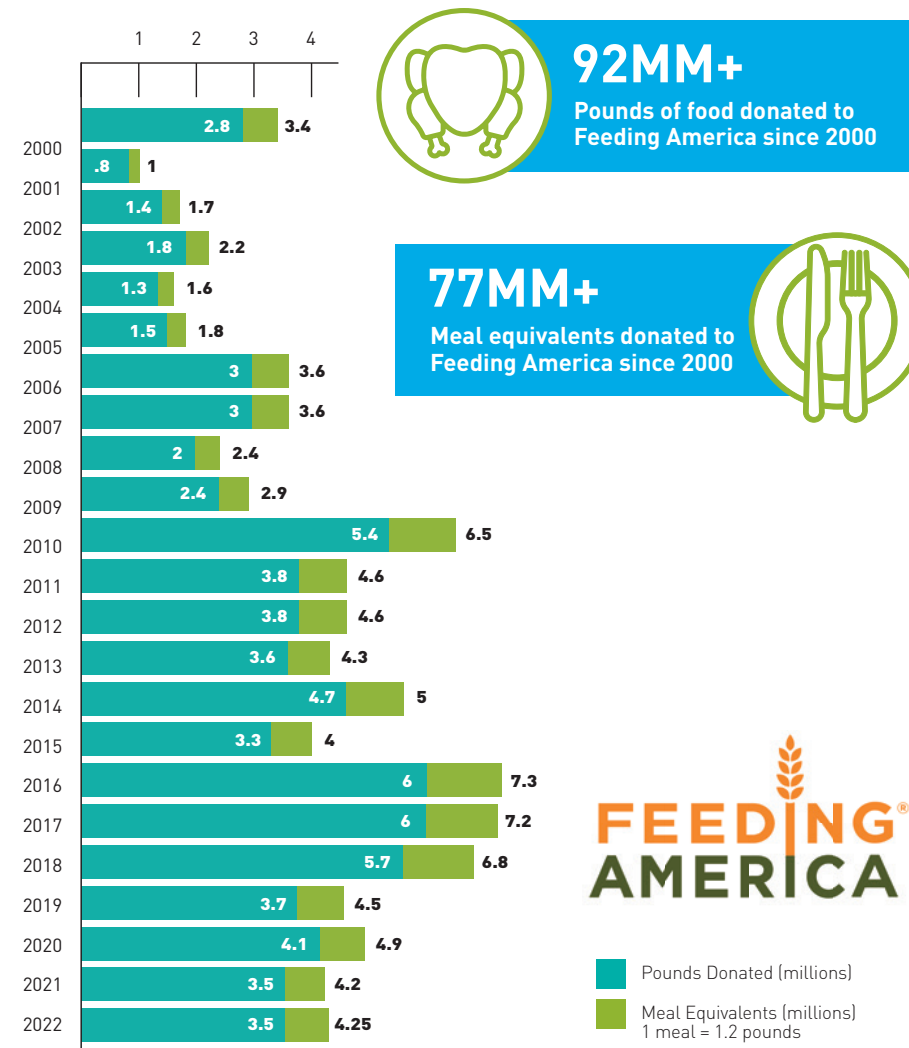 1 2 3 4
92MM+
Pounds of food donated to
Feeding America since 2000
77MM+
Meal equivalents donated to
Feeding America since 2000
2000 2.8 3.4
2001 .8 1
2002 1.4 1.7
2003 1.8 2.2
2004 1.3 1.6
2005 1.5 1.8
2006 3 3.6
2007 3 3.6
2008 2 2.4
2009 2.4 2.9
2010 5.4 6.5
2011 3.8 4.6
2012 3.8 4.6
2013 3.6 4.3
2014 4.7 5
2015 3.3 4
2016 6 7.3
2017 6 7.2
2018 5.7 6.8
2019 3.7 4.5
2020 4.1 4.9
2021 3.5 4.2
2022 3.5 4.25
FEEDING®
AMERICA
Pounds Donated (millions)
Meal Equivalents (millions)
1 meal = 1.2 pounds